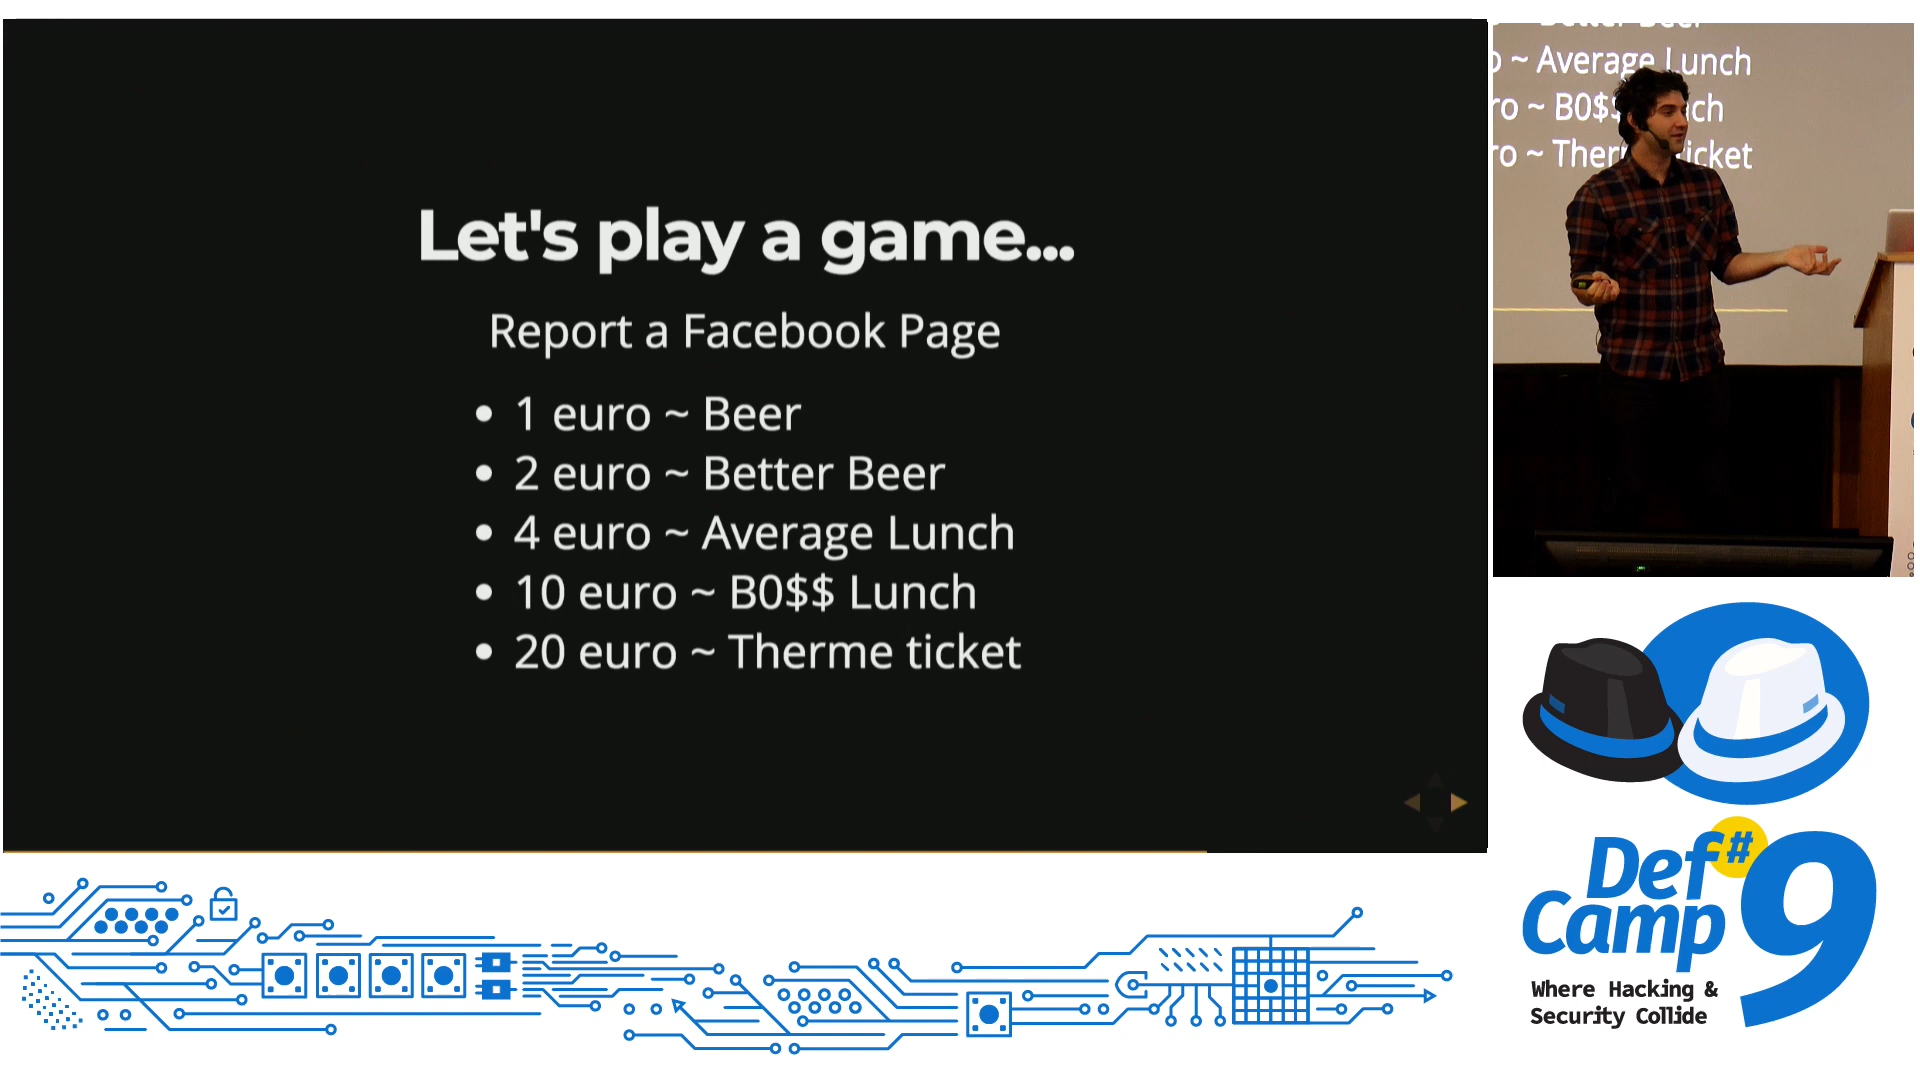 Let's play a game...
Report a Facebook Page
• 1 euro ~ Beer
• 2 euro ~ Better Beer
• 4 euro ~ Average Lunch
• 10 euro ~ B0$$ Lunch
• 20 euro ~ Therme ticket
~ Average Lunch
~ B0$$
~ 
Def
Camp
#9
Where Hacking &
Security Collide